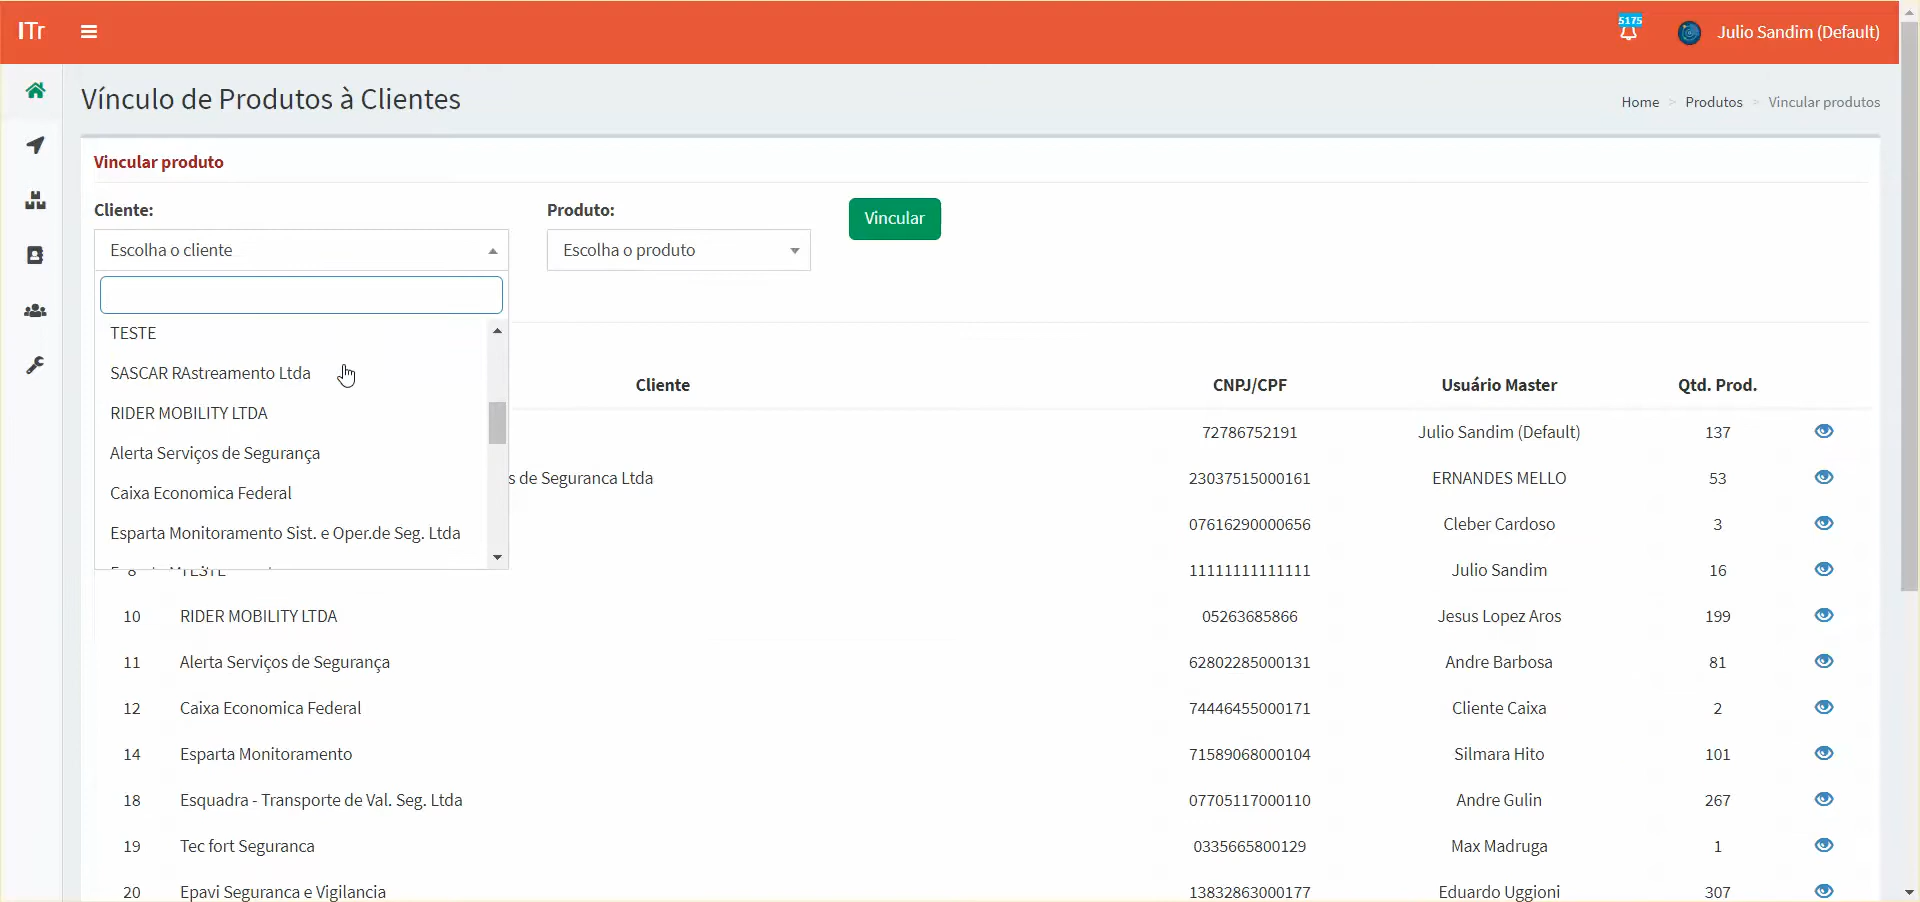 ITr
5175
Julio Sandim (Default)
Vínculo de Produtos à Clientes
Home > Produtos > Vincular produtos
Vincular produto
Cliente:
Produto:
Vincular
Escolha o cliente
Escolha o produto
TESTE
SASCAR RAstreamento Ltda
RIDER MOBILITY LTDA
Alerta Serviços de Segurança
Caixa Economica Federal
Esparta Monitoramento Sist. e Oper.de Seg. Ltda
Cliente CNPJ/CPF Usuário Master Qtd. Prod.
72786752191 Julio Sandim (Default) 137
s de Seguranca Ltda 23037515000161 ERNANDES MELLO 53
07616290000656 Cleber Cardoso 3
8 TESTE 11111111111111 Julio Sandim 16
10 RIDER MOBILITY LTDA 05263685866 Jesus Lopez Aros 199
11 Alerta Serviços de Segurança 62802285000131 Andre Barbosa 81
12 Caixa Economica Federal 74446455000171 Cliente Caixa 2
14 Esparta Monitoramento 71589068000104 Silmara Hito 101
18 Esquadra - Transporte de Val. Seg. Ltda 07705117000110 Andre Gulin 267
19 Tec fort Seguranca 0335665800129 Max Madruga 1
20 Epavi Seguranca e Vigilancia 13832863000177 Eduardo Uggioni 307